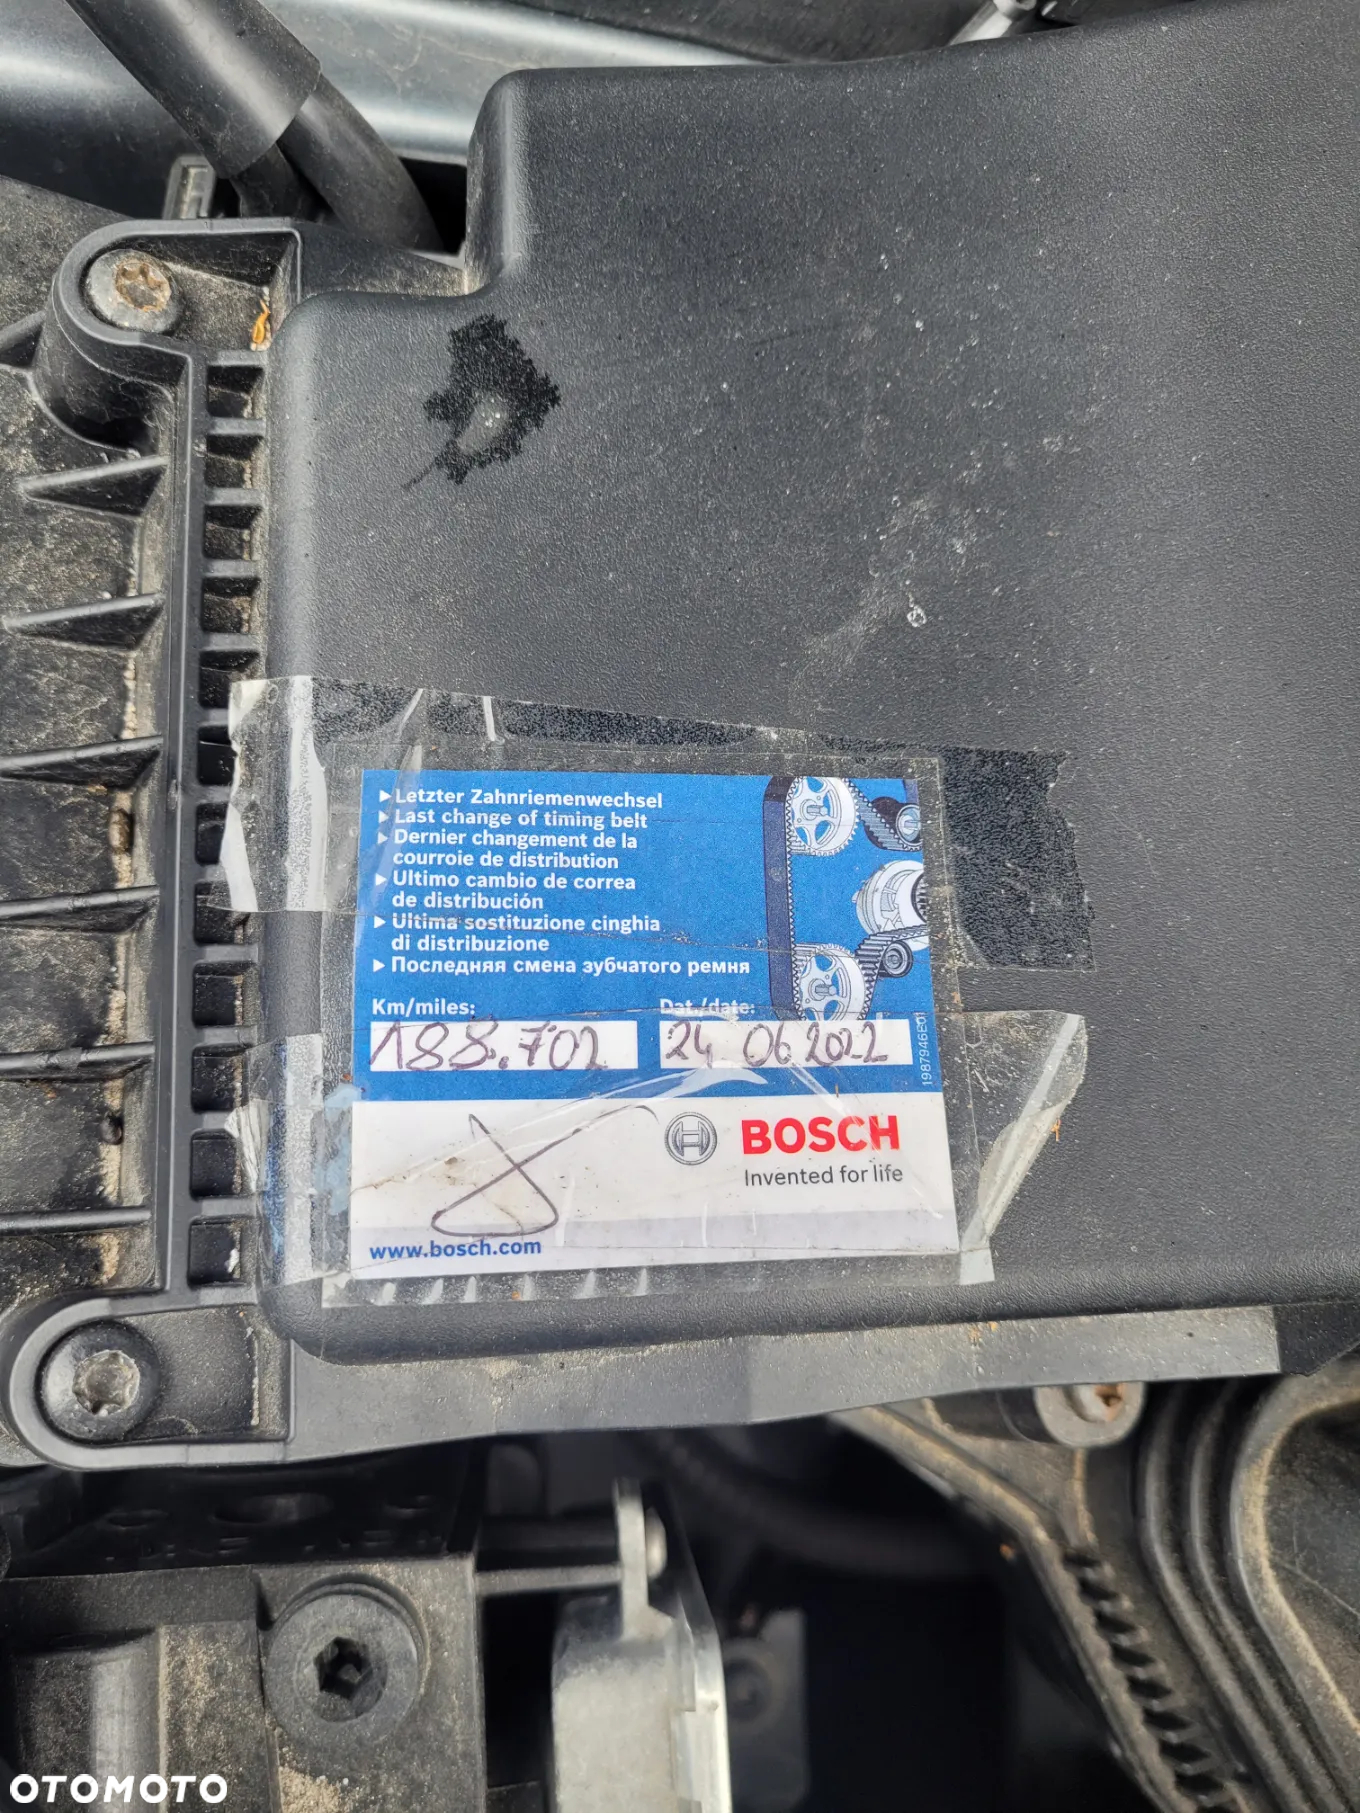 ▸Letzter Zahnriemenwechsel
▸Last change of timing belt
▸Dernier changement de la
courroie de distribution
▸Ultimo cambio de correa
de distribución
▸Ultima sostituzione cinghia
di distribuzione
▸Последняя смена зубчатого ремня
Km/miles: Dat./date:
188.702 24 06 2022
1987946E01
BOSCH
Invented for life
www.bosch.com
OTOMOTO